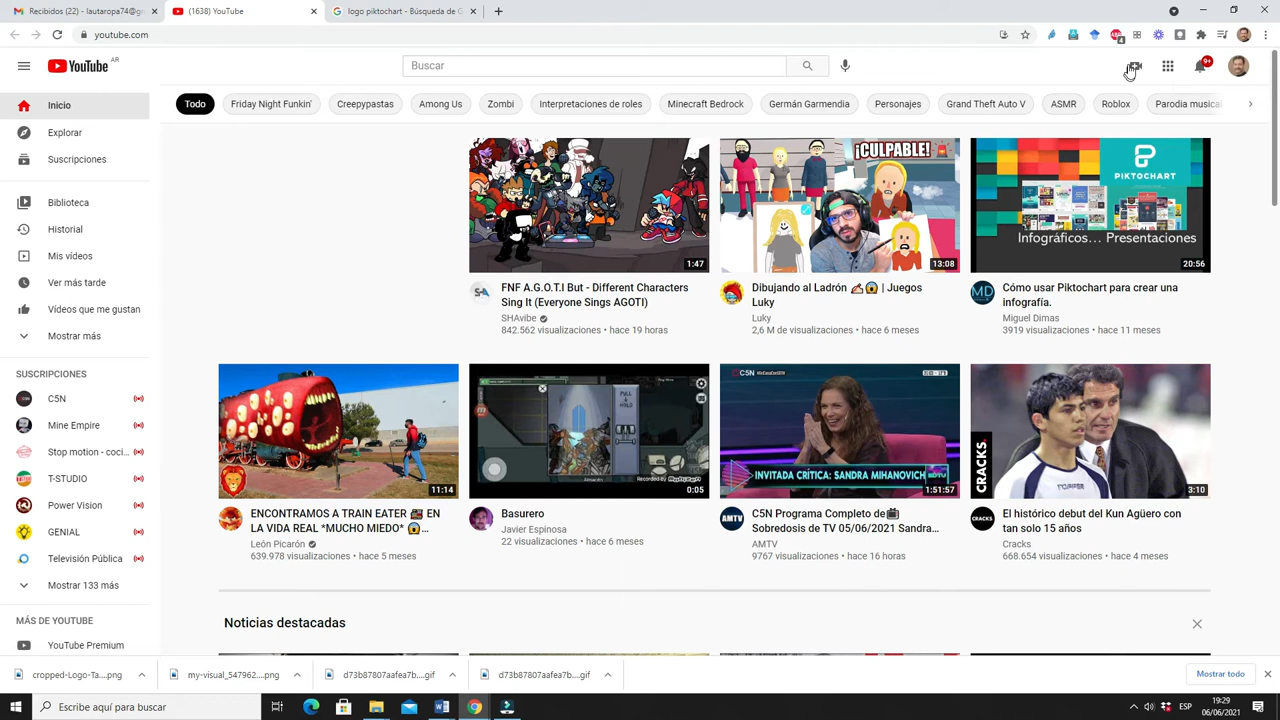 Recibidos (22) - lautaropa74@gm
(1638) YouTube
logo piktochart - Búsqueda de G
youtube.com
4
YouTube AR
Buscar
9+
Todo
Friday Night Funkin'
Creepypastas
Among Us
Zombi
Interpretaciones de roles
Minecraft Bedrock
Germán Garmendia
Personajes
Grand Theft Auto V
ASMR
Roblox
Parodia musical
Inicio
Explorar
Suscripciones
Biblioteca
Historial
Mis vídeos
Ver más tarde
Vídeos que me gustan
Mostrar más
SUSCRIPCIONES
C5N
Mine Empire
Stop motion - coci...
T-STUDIO
Power Vision
GENIAL
Televisión Pública
Mostrar 133 más
MÁS DE YOUTUBE
YouTube Premium
1:47
FNF A.G.O.T.I But - Different Characters
Sing It (Everyone Sings AGOTI)
SHAvibe
842.562 visualizaciones • hace 19 horas
¡CULPABLE!
13:08
Dibujando al Ladrón ✍🏻😱 | Juegos
Luky
Luky
2,6 M de visualizaciones • hace 6 meses
PIKTOCHART
Infográficos... Presentaciones
20:56
MD
Cómo usar Piktochart para crear una
infografía.
Miguel Dimas
3919 visualizaciones • hace 11 meses
11:14
ENCONTRAMOS A TRAIN EATER 🚂 EN
LA VIDA REAL *MUCHO MIEDO* 😱...
León Picarón
639.978 visualizaciones • hace 5 meses
PULL &
HOLD
0:05
Basurero
Javier Espinosa
22 visualizaciones • hace 6 meses
C5N
INVITADA CRÍTICA: SANDRA MIHANOVICH
1:51:57
AMTV
C5N Programa Completo de📺
Sobredosis de TV 05/06/2021 Sandra...
AMTV
9767 visualizaciones • hace 16 horas
CRACKS.
TOPPER
3:10
CRACKS
El histórico debut del Kun Agüero con
tan solo 15 años
Cracks
668.654 visualizaciones • hace 4 meses
Noticias destacadas
cropped-Logo-Ta....png
my-visual_547962....png
d73b87807aafea7b....gif
d73b87807aafea7b....gif
Mostrar todo
Escribe aquí para buscar
ESP
19:29
06/06/2021